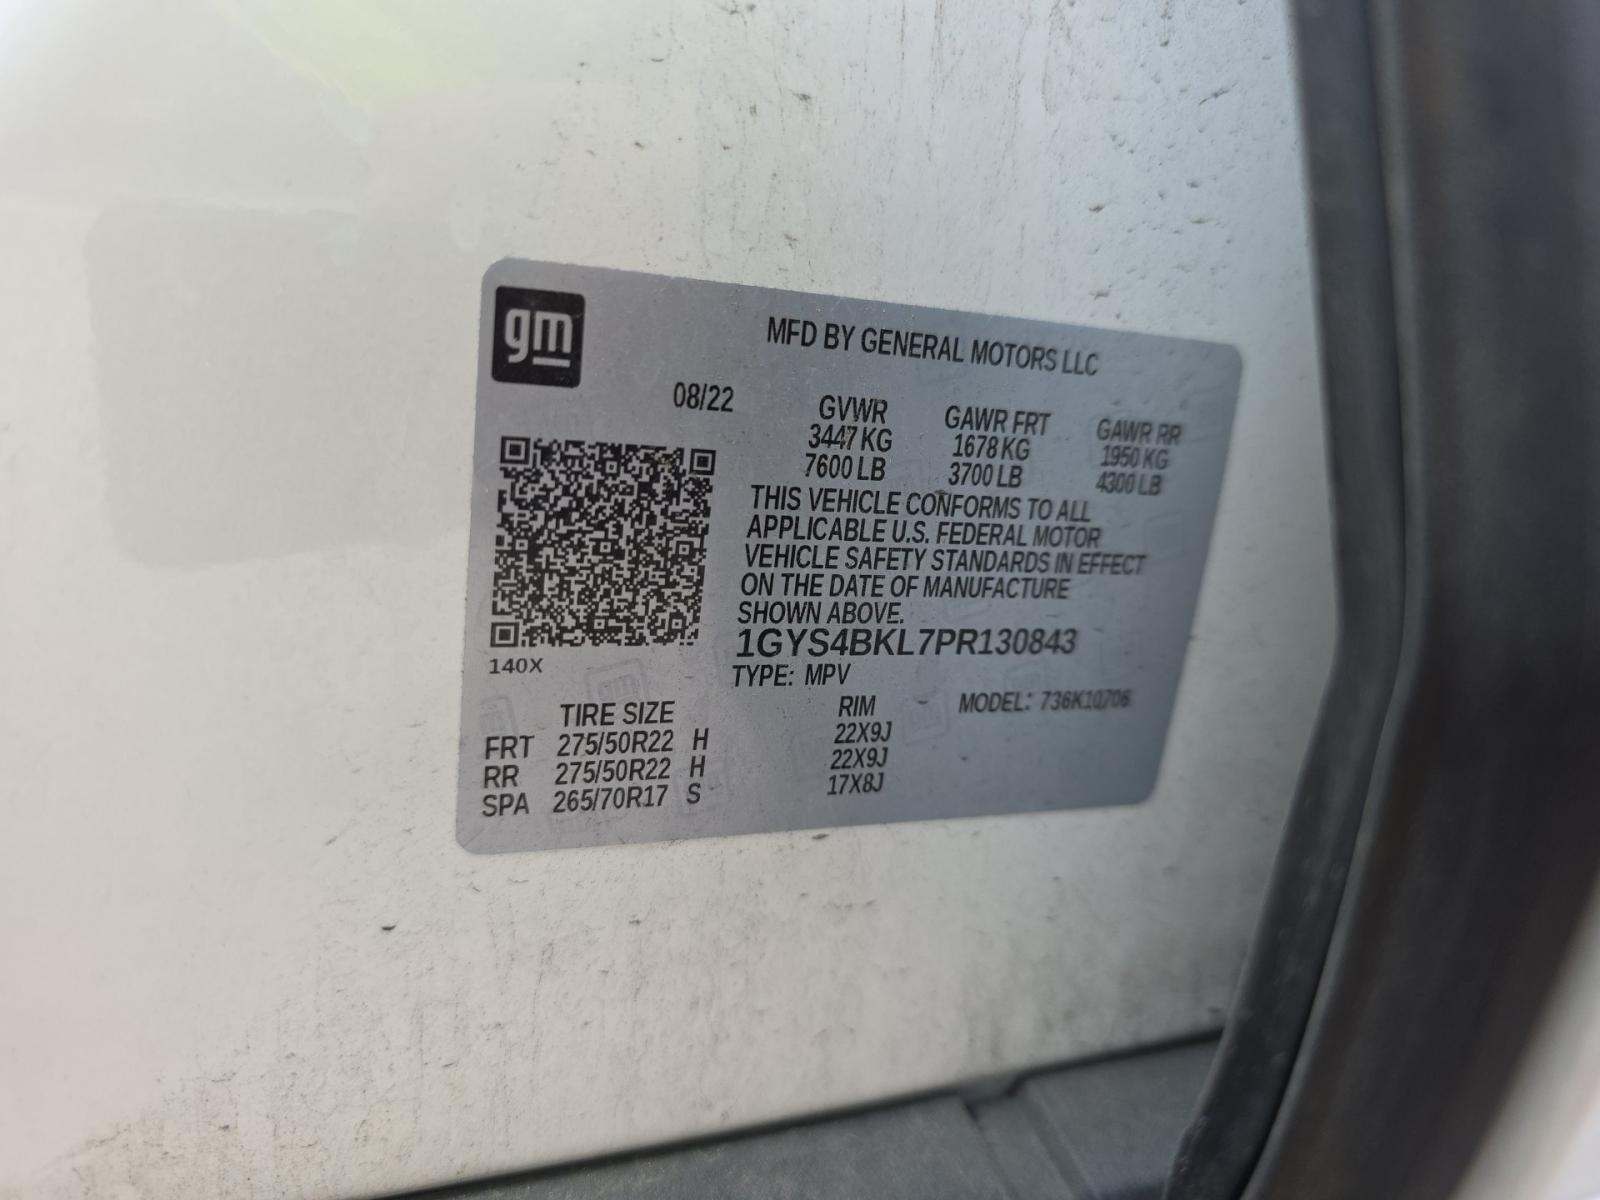 gm
MFD BY GENERAL MOTORS LLC
08/22
GVWR GAWR FRT GAWR RR
3447 KG 1678 KG 1950 KG
7600 LB 3700 LB 4300 LB
THIS VEHICLE CONFORMS TO ALL
APPLICABLE U.S. FEDERAL MOTOR
VEHICLE SAFETY STANDARDS IN EFFECT
ON THE DATE OF MANUFACTURE
SHOWN ABOVE.
1GYS4BKL7PR130843
140X
TYPE: MPV
MODEL: 736K10706
TIRE SIZE RIM
FRT 275/50R22 H 22X9J
RR 275/50R22 H 22X9J
SPA 265/70R17 S 17X8J